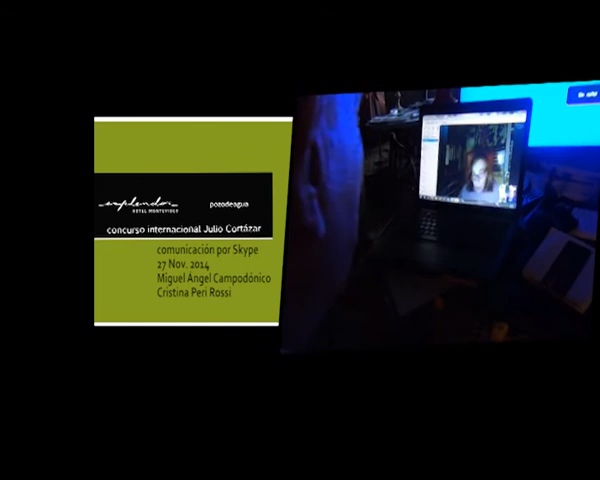 esplendor
HOTEL MONTEVIDEO
pozodeagua
concurso internacional Julio Cortázar
comunicación por Skype
27 Nov. 2014
Miguel Ángel Campodónico
Cristina Peri Rossi